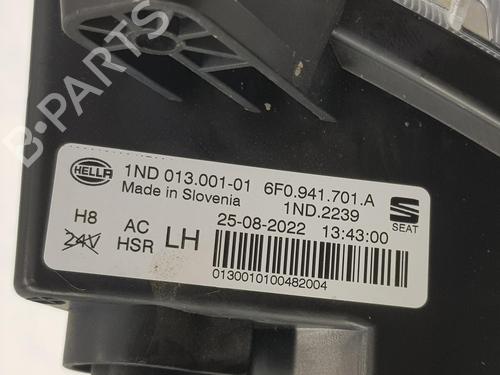 B-PARTS
HELLA 1ND 013.001-01 6F0.941.701.A
Made in Slovenia 1ND.2239
SEAT
25-08-2022 13:43:00
H8 AC
24V HSR LH
0130010100482004